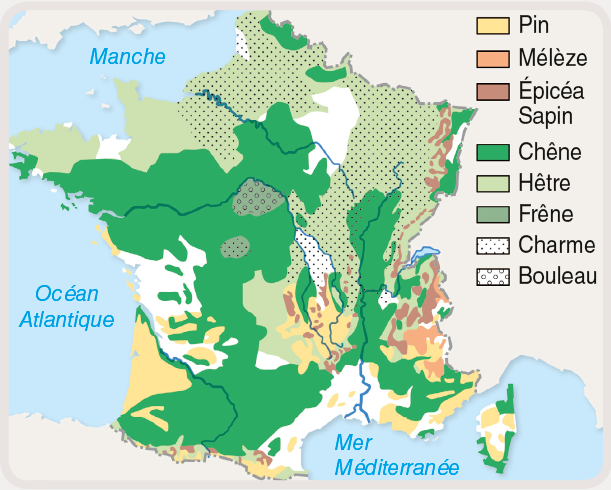 Manche
Océan
Atlantique
Mer
Méditerranée
Pin
Mélèze
Épicéa
Sapin
Chêne
Hêtre
Frêne
Charme
Bouleau